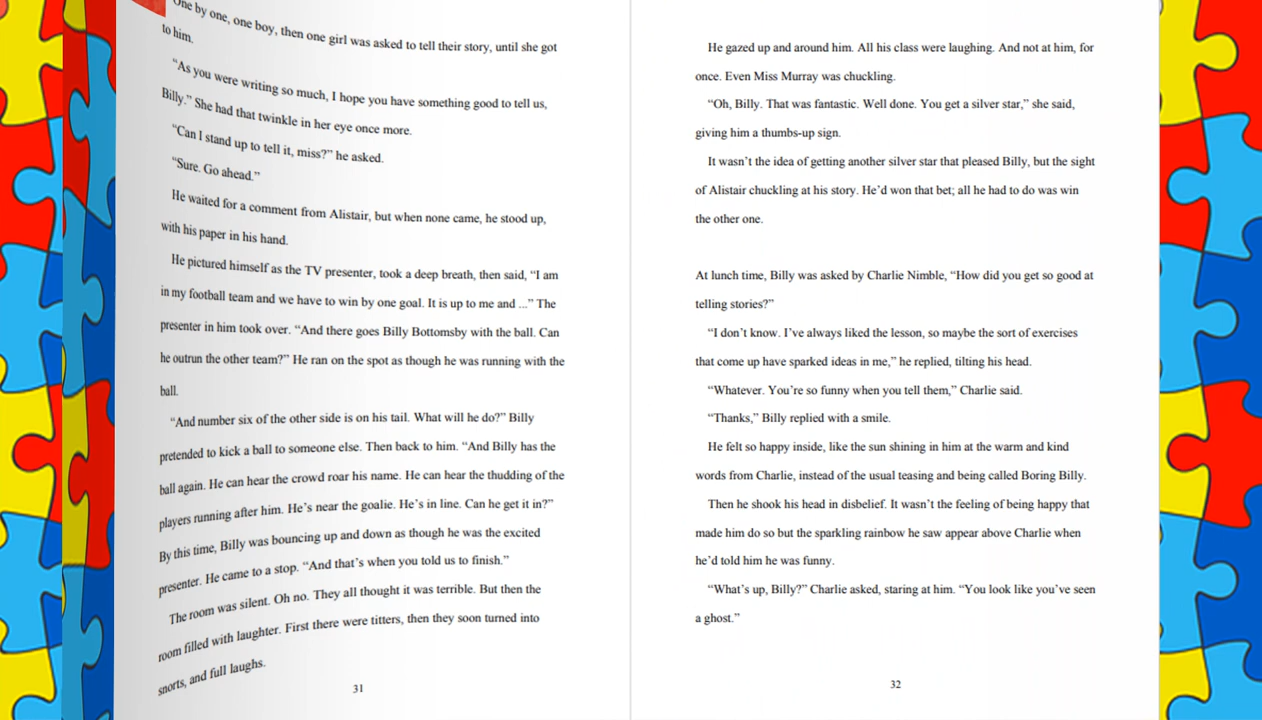 One by one, one boy, then one girl was asked to tell their story, until she got
to him.
“As you were writing so much, I hope you have something good to tell us,
Billy.” She had that twinkle in her eye once more.
“Can I stand up to tell it, miss?” he asked.
“Sure. Go ahead.”
He waited for a comment from Alistair, but when none came, he stood up,
with his paper in his hand.
He pictured himself as the TV presenter, took a deep breath, then said, “I am
in my football team and we have to win by one goal. It is up to me and ...” The
presenter in him took over. “And there goes Billy Bottomsby with the ball. Can
he outrun the other team?” He ran on the spot as though he was running with the
ball.
“And number six of the other side is on his tail. What will he do?” Billy
pretended to kick a ball to someone else. Then back to him. “And Billy has the
ball again. He can hear the crowd roar his name. He can hear the thudding of the
players running after him. He’s near the goalie. He’s in line. Can he get it in?”
By this time, Billy was bouncing up and down as though he was the excited
presenter. He came to a stop. “And that’s when you told us to finish.”
The room was silent. Oh no. They all thought it was terrible. But then the
room filled with laughter. First there were titters, then they soon turned into
snorts, and full laughs.
31
He gazed up and around him. All his class were laughing. And not at him, for
once. Even Miss Murray was chuckling.
“Oh, Billy. That was fantastic. Well done. You get a silver star,” she said,
giving him a thumbs-up sign.
It wasn’t the idea of getting another silver star that pleased Billy, but the sight
of Alistair chuckling at his story. He’d won that bet; all he had to do was win
the other one.
At lunch time, Billy was asked by Charlie Nimble, “How did you get so good at
telling stories?”
“I don’t know. I’ve always liked the lesson, so maybe the sort of exercises
that come up have sparked ideas in me,” he replied, tilting his head.
“Whatever. You’re so funny when you tell them,” Charlie said.
“Thanks,” Billy replied with a smile.
He felt so happy inside, like the sun shining in him at the warm and kind
words from Charlie, instead of the usual teasing and being called Boring Billy.
Then he shook his head in disbelief. It wasn’t the feeling of being happy that
made him do so but the sparkling rainbow he saw appear above Charlie when
he’d told him he was funny.
“What’s up, Billy?” Charlie asked, staring at him. “You look like you’ve seen
a ghost.”
32